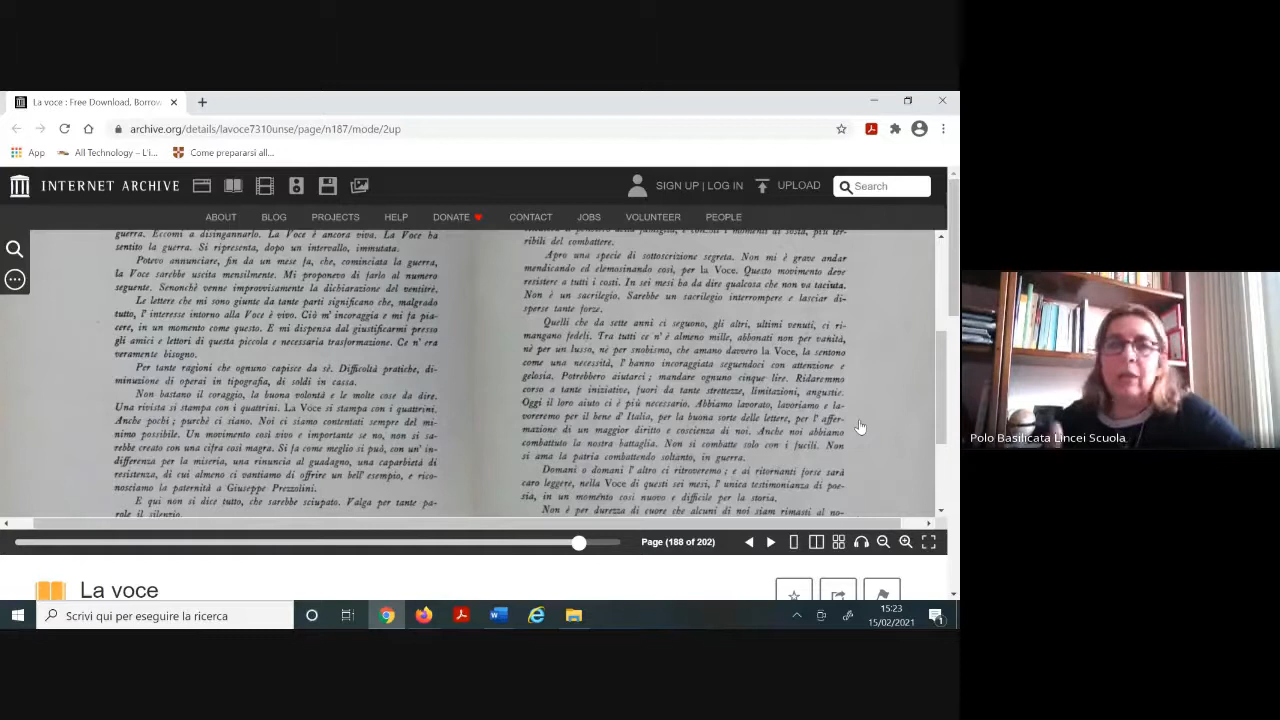 La voce : Free Download, Borrow
archive.org/details/lavoce7310unse/page/n187/mode/2up
App
All Technology – L'i...
Come prepararsi all...
INTERNET ARCHIVE
SIGN UP | LOG IN
UPLOAD
Search
ABOUT
BLOG
PROJECTS
HELP
DONATE
CONTACT
JOBS
VOLUNTEER
PEOPLE
guerra. Eccomi a disingannarlo. La Voce è ancora viva. La Voce ha
sentito la guerra. Si ripresenta, dopo un intervallo, immutata.
Potevo annunciare, fin da un mese fa, che, cominciata la guerra,
la Voce sarebbe uscita mensilmente. Mi proponevo di farlo al numero
seguente. Senonchè venne improvvisamente la dichiarazione del ventitrè.
Le lettere che mi sono giunte da tante parti significano che, malgrado
tutto, l' interesse intorno alla Voce è vivo. Ciò m' incoraggia e mi fa pia-
cere, in un momento come questo. E mi dispensa dal giustificarmi presso
gli amici e lettori di questa piccola e necessaria trasformazione. Ce n' era
veramente bisogno.
Per tante ragioni che ognuno capisce da sè. Difficoltà pratiche, di-
minuzione di operai in tipografia, di soldi in cassa.
Non bastano il coraggio, la buona volontà e le molte cose da dire.
Una rivista si stampa con i quattrini. La Voce si stampa con i quattrini.
Anche pochi ; purchè ci siano. Noi ci siamo contentati sempre del mi-
nimo possibile. Un movimento così vivo e importante se no, non si sa-
rebbe creato con una cifra così magra. Si fa come meglio si può, con un' in-
differenza per la miseria, una rinuncia al guadagno, una caparbietà di
resistenza, di cui almeno ci vantiamo di offrire un bell' esempio, e rico-
nosciamo la paternità a Giuseppe Prezzolini.
E qui non si dice tutto, che sarebbe sciupato. Valga per tante pa-
role il silenzio.
ribili del combattere.
Apro una specie di sottoscrizione segreta. Non mi è grave andar
mendicando ed elemosinando così, per la Voce. Questo movimento deve
resistere a tutti i costi. In sei mesi ha da dire qualcosa che non va taciuta.
Non è un sacrilegio. Sarebbe un sacrilegio interrompere e lasciar di-
sperse tante forze.
Quelli che da sette anni ci seguono, gli altri, ultimi venuti, ci ri-
mangano fedeli. Tra tutti ce n' è almeno mille, abbonati non per vanità,
nè per un lusso, nè per snobismo, che amano davvero la Voce, la sentono
come una necessità, l' hanno incoraggiata seguendoci con attenzione e
gelosia. Potrebbero aiutarci ; mandare ognuno cinque lire. Ridaremmo
corso a tante iniziative, fuori da tante strettezze, limitazioni, angustie.
Oggi il loro aiuto ci è più necessario. Abbiamo lavorato, lavoriamo e la-
voreremo per il bene d' Italia, per la buona sorte delle lettere, per l' affer-
mazione di un maggior diritto e coscienza di noi. Anche noi abbiamo
combattuto la nostra battaglia. Non si combatte solo con i fucili. Non
si ama la patria combattendo soltanto, in guerra.
Domani o domani l' altro ci ritroveremo ; e ai ritornanti forse sarà
caro leggere, nella Voce di questi sei mesi, l' unica testimonianza di poe-
sia, in un momento così nuovo e difficile per la storia.
Non è per durezza di cuore che alcuni di noi siam rimasti al no-
Page (188 of 202)
La voce
Scrivi qui per eseguire la ricerca
15:23
15/02/2021
Polo Basilicata Lincei Scuola